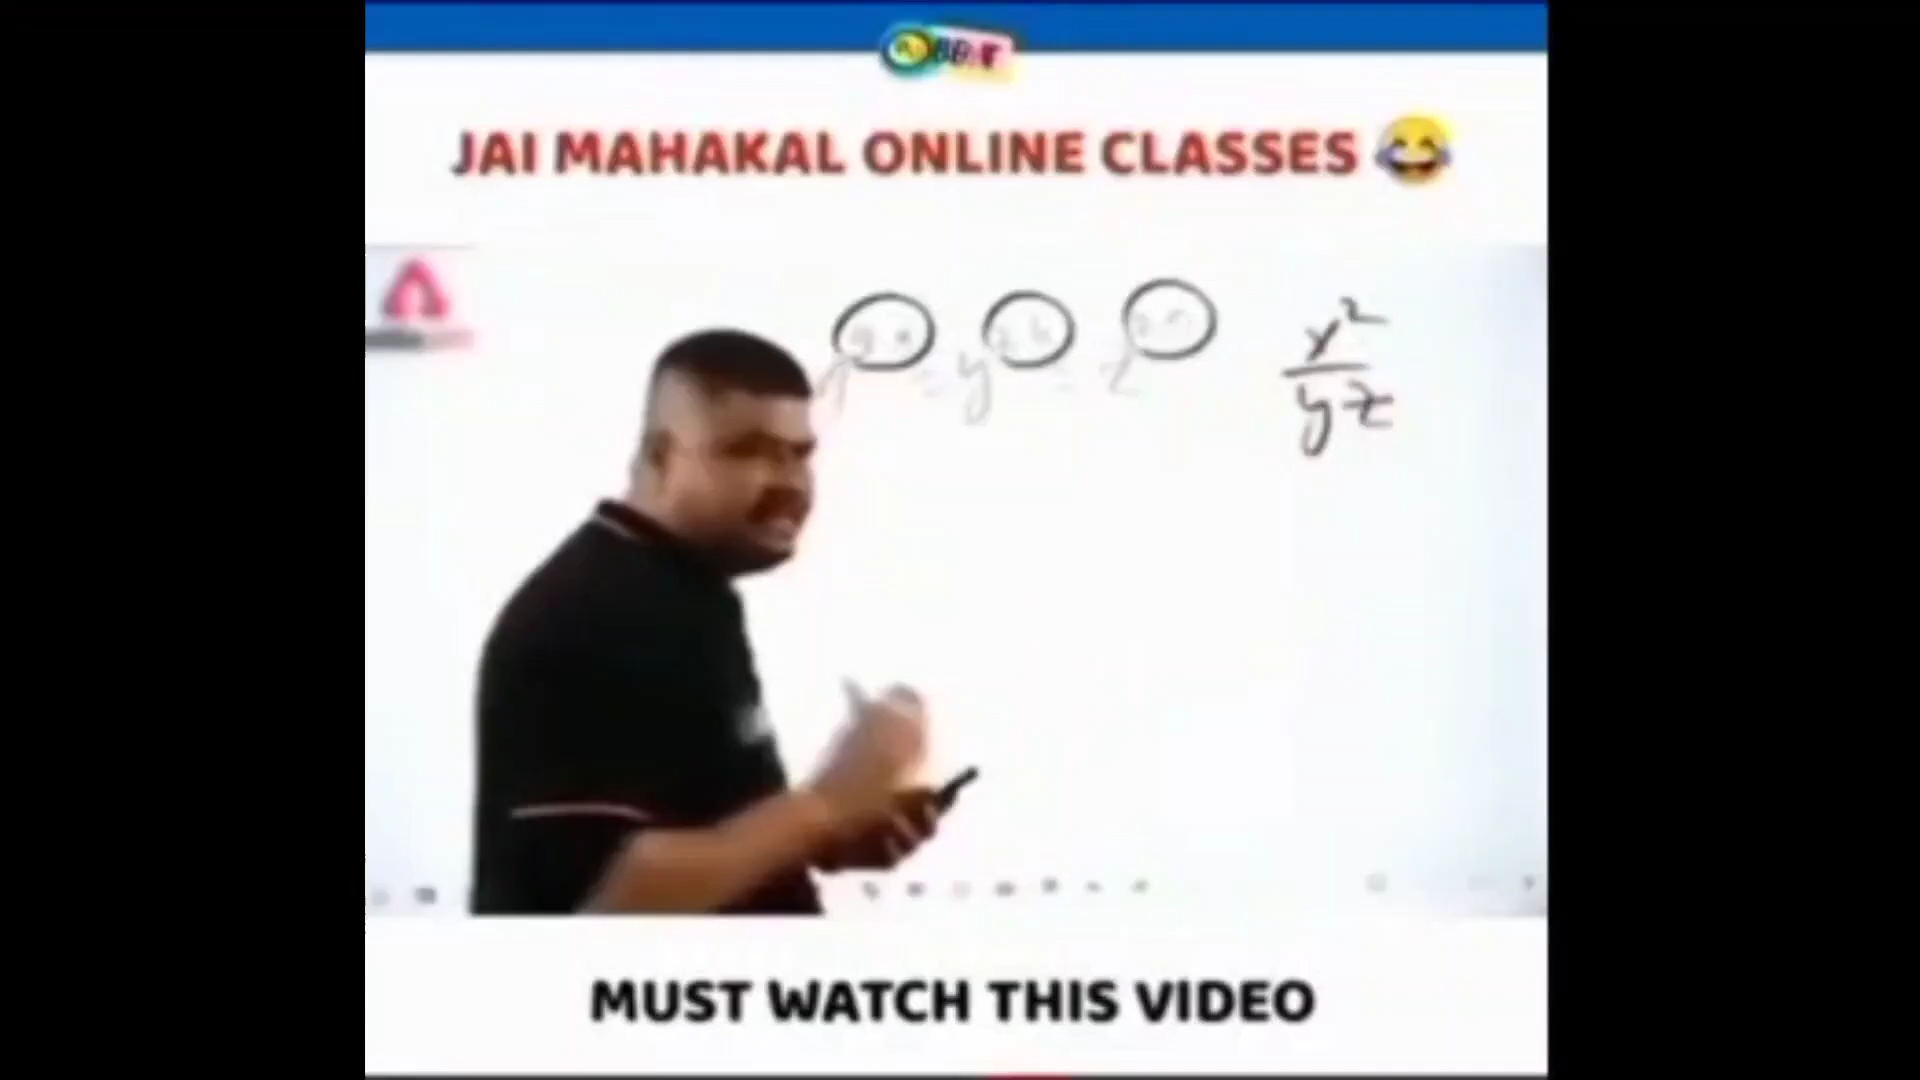 JAI MAHAKAL ONLINE CLASSES 😂
x²
yz
MUST WATCH THIS VIDEO